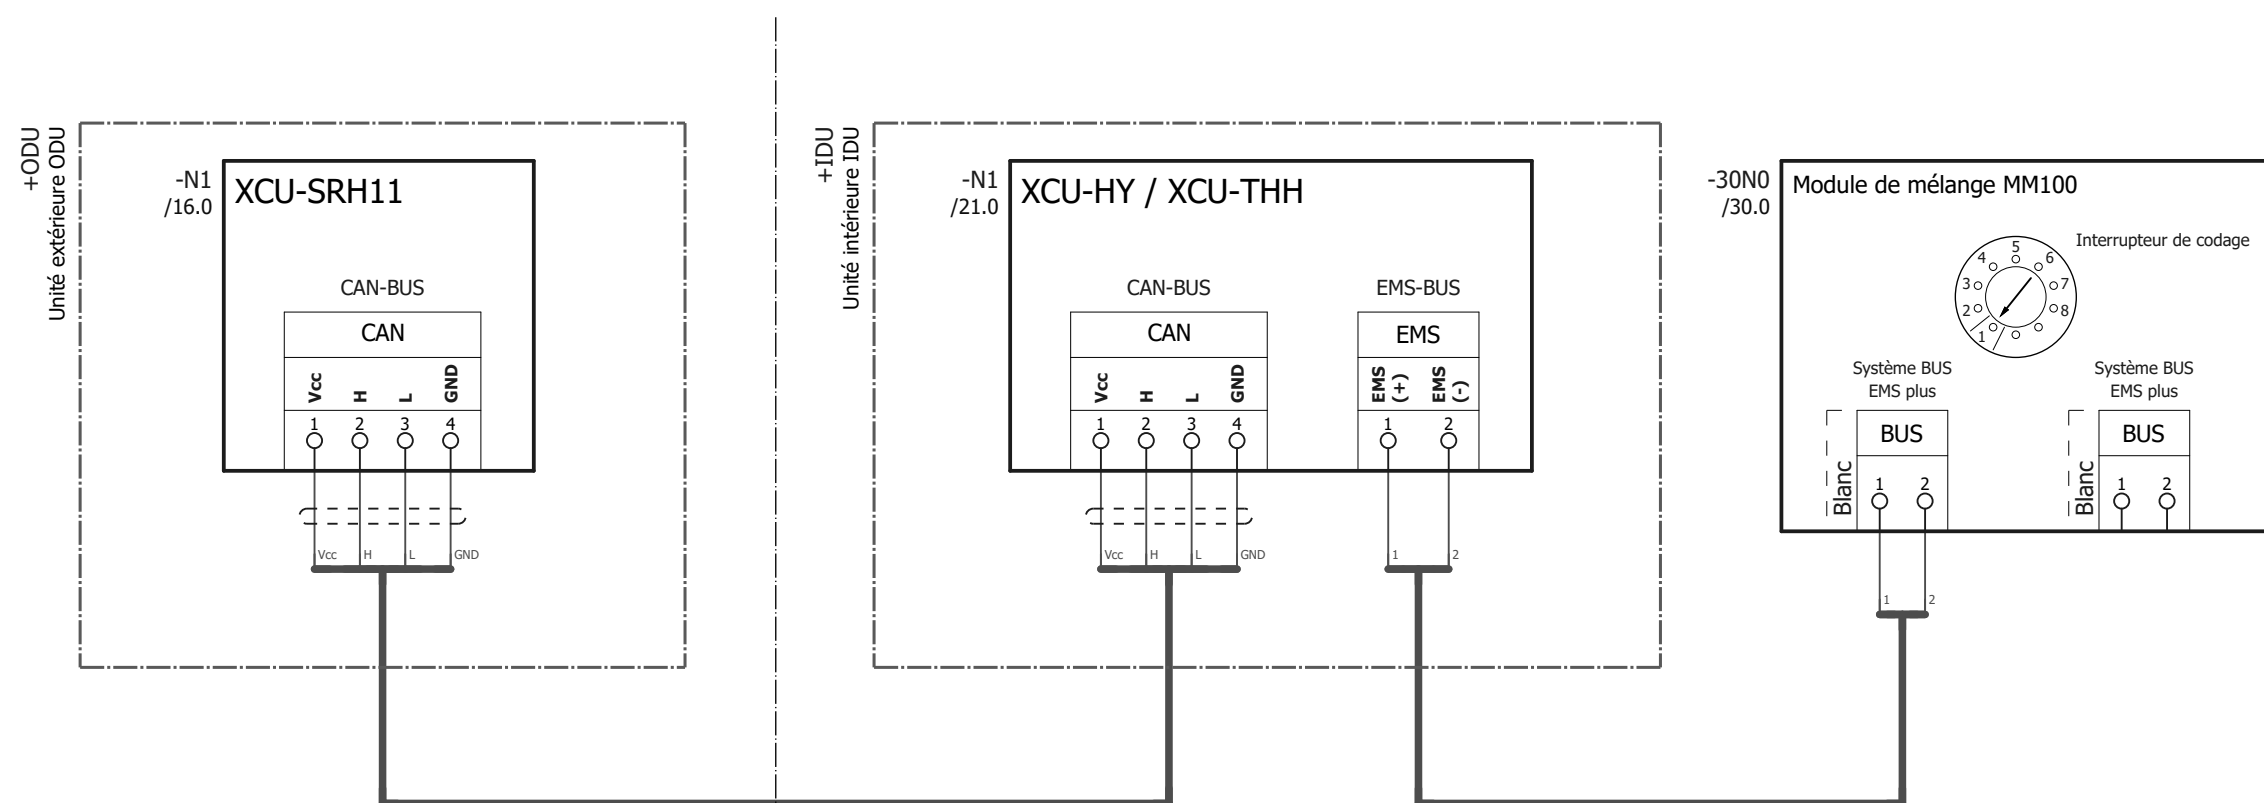 +ODU
Unité extérieure ODU
-N1
/16.0
XCU-SRH11
CAN-BUS
CAN
Vcc H L GND
1 2 3 4
Vcc H L GND
+IDU
Unité intérieure IDU
-N1
/21.0
XCU-HY / XCU-THH
CAN-BUS
CAN
Vcc H L GND
1 2 3 4
Vcc H L GND
EMS-BUS
EMS
EMS (+) EMS (-)
1 2
1 2
-30N0
/30.0
Module de mélange MM100
Interrupteur de codage
1 2 3 4 5 6 7 8
Système BUS
EMS plus
BUS
Blanc
1 2
1 2
Système BUS
EMS plus
BUS
Blanc
1 2